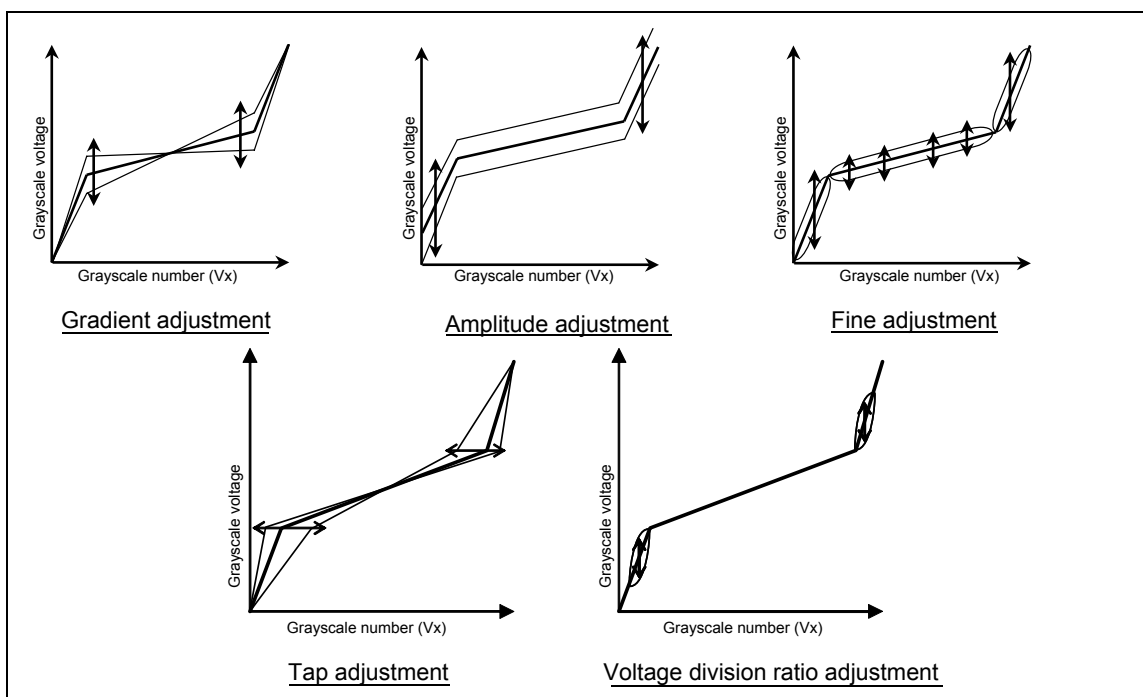 Grayscale voltage
Grayscale number (Vx)
Gradient adjustment
Grayscale voltage
Grayscale number (Vx)
Amplitude adjustment
Grayscale voltage
Grayscale number (Vx)
Fine adjustment
Grayscale voltage
Grayscale number (Vx)
Tap adjustment
Grayscale voltage
Grayscale number (Vx)
Voltage division ratio adjustment